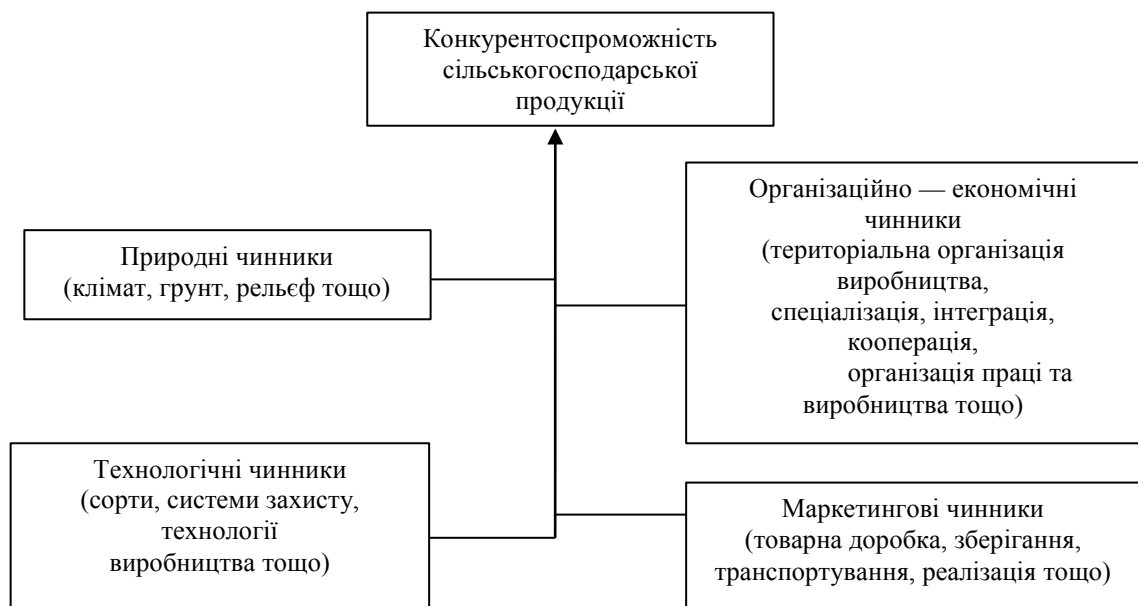 Конкурентоспроможність
сільськогосподарської
продукції
Природні чинники
(клімат, грунт, рельєф тощо)
Організаційно — економічні
чинники
(територіальна організація
виробництва,
спеціалізація, інтеграція,
кооперація,
організація праці та
виробництва тощо)
Технологічні чинники
(сорти, системи захисту,
технології
виробництва тощо)
Маркетингові чинники
(товарна доробка, зберігання,
транспортування, реалізація тощо)